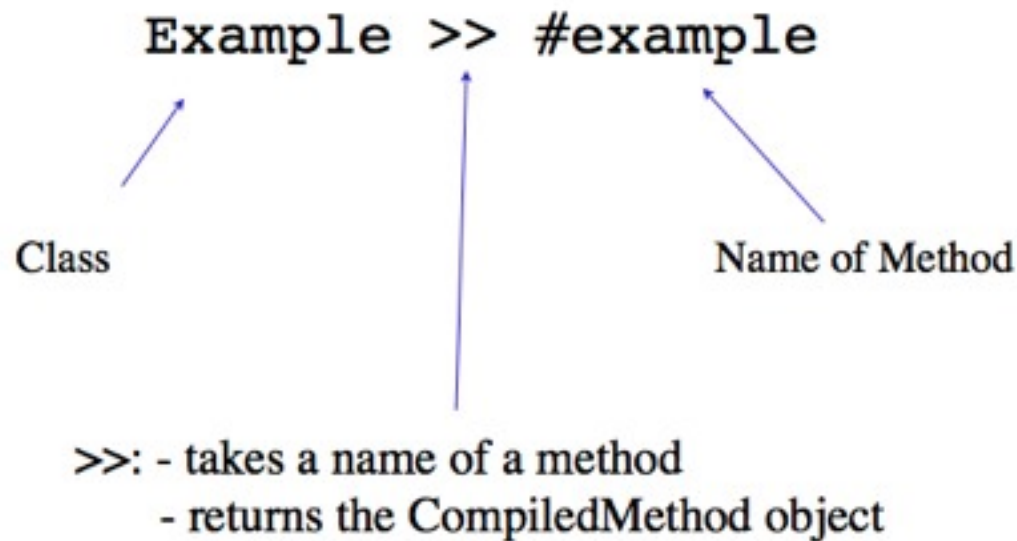 Example >> #example
Class
Name of Method
>>: - takes a name of a method
- returns the CompiledMethod object